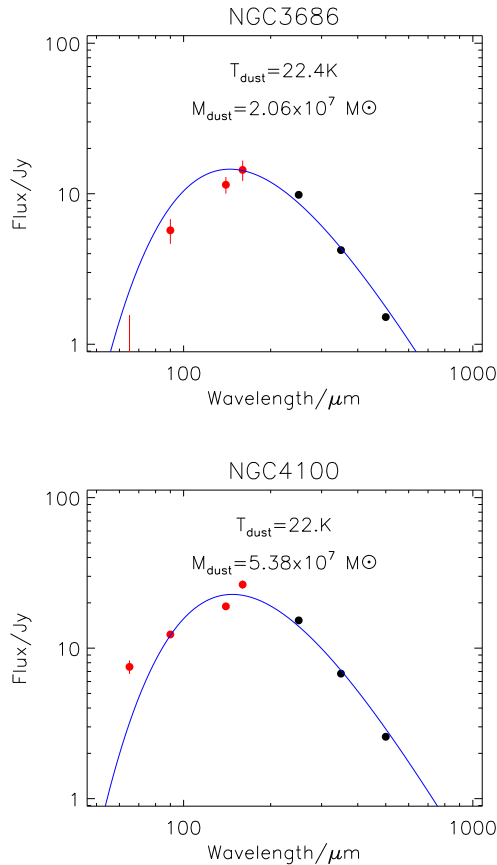 NGC3686
100
10
1
Flux/Jy
T_dust=22.4K
M_dust=2.06x10^7 M⊙
100
1000
Wavelength/μm
NGC4100
100
10
1
Flux/Jy
T_dust=22.K
M_dust=5.38x10^7 M⊙
100
1000
Wavelength/μm